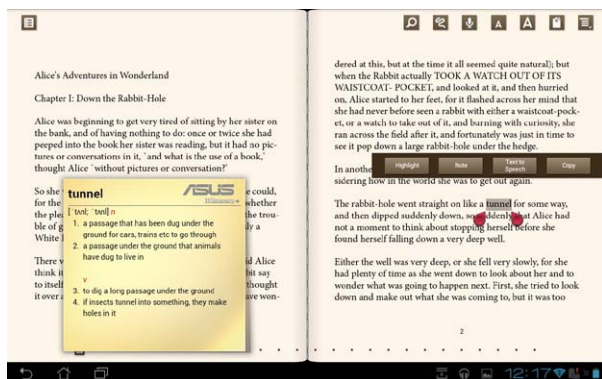 Alice's Adventures in Wonderland
Chapter I: Down the Rabbit-Hole
Alice was beginning to get very tired of sitting by her sister on
the bank, and of having nothing to do: once or twice she had
peeped into the book her sister was reading, but it had no pic-
tures or conversations in it, `and what is the use of a book,'
thought Alice `without pictures or conversation?'
So she
could,
for the
whether
the plea
the trou-
ble of g
ly a
White
There
did Alice
think it
bit say
to itself
thought
it over a
ave won-
tunnel
ASUS
Wiktionary
[ˈtʌnl; ˈtʌnl] n
1. a passage that has been dug under the
ground for cars, trains etc to go through
2. a passage under the ground that animals
have dug to live in
v
3. to dig a long passage under the ground
4. if insects tunnel into something, they make
holes in it
A A
dered at this, but at the time it all seemed quite natural); but
when the Rabbit actually TOOK A WATCH OUT OF ITS
WAISTCOAT- POCKET, and looked at it, and then hurried
on, Alice started to her feet, for it flashed across her mind that
she had never before seen a rabbit with either a waistcoat-pock-
et, or a watch to take out of it, and burning with curiosity, she
ran across the field after it, and fortunately was just in time to
see it pop down a large rabbit-hole under the hedge.
In anothe
Highlight
Note
Text to
Speech
Copy
sidering how in the world she was to get out again.
The rabbit-hole went straight on like a tunnel for some way,
and then dipped suddenly down, so suddenly that Alice had
not a moment to think about stopping herself before she
found herself falling down a very deep well.
Either the well was very deep, or she fell very slowly, for she
had plenty of time as she went down to look about her and to
wonder what was going to happen next. First, she tried to look
down and make out what she was coming to, but it was too
2
12:17